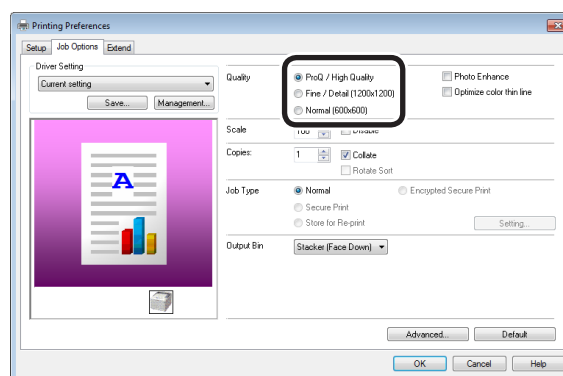 Printing Preferences
Setup Job Options Extend
Driver Setting
Current setting
Save... Management...
A
Quality
ProQ / High Quality
Fine / Detail (1200x1200)
Normal (600x600)
Photo Enhance
Optimize color thin line
Scale 100 Disable
Copies: 1 Collate
Rotate Sort
Job Type Normal Encrypted Secure Print
Secure Print
Store for Re-print Setting...
Output Bin Stacker (Face Down)
Advanced... Default
OK Cancel Help